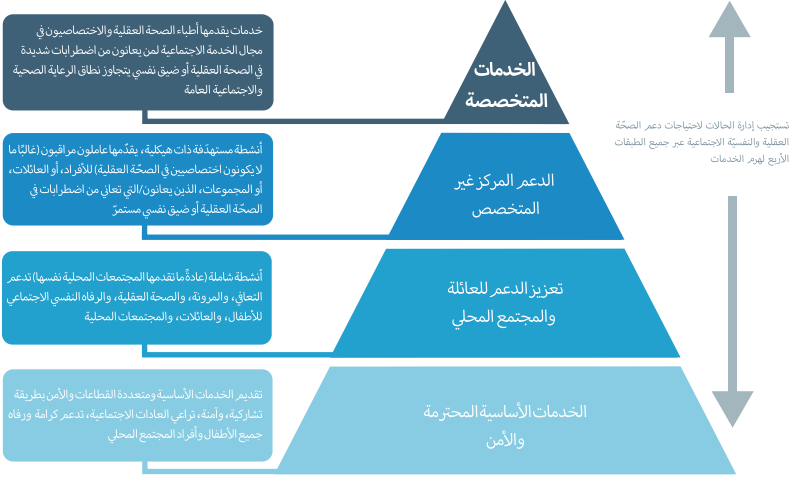 الخدمات
المتخصصة
خدمات يقدمها أطباء الصحة العقلية والاختصاصيون في
مجال الخدمة الاجتماعية لمن يعانون من اضطرابات شديدة
في الصحة العقلية أو ضيق نفسي يتجاوز نطاق الرعاية الصحية
والاجتماعية العامة
تستجيب إدارة الحالات لاحتياجات دعم الصحّة
العقلية والنفسيّة الاجتماعية عبر جميع الطبقات
الأربع لهرم الخدمات
الدعم المركز غير
المتخصص
أنشطة مستهدَفة ذات هيكلية، يقدّمها عاملون مراقبون (غالبًا ما
لا يكونون اختصاصيين في الصحّة العقلية) للأفراد، أو العائلات،
أو المجموعات، الذين يعانون/التي تعاني من اضطرابات في
الصحّة العقلية أو ضيق نفسي مستمرّ
تعزيز الدعم للعائلة
والمجتمع المحلي
أنشطة شاملة (عادةً ما تقدمها المجتمعات المحلية نفسها) تدعم
التعافي، والمرونة، والصحة العقلية، والرفاه النفسي الاجتماعي
للأطفال، والعائلات، والمجتمعات المحلية
الخدمات الأساسية المحترمة
والأمن
تقديم الخدمات الأساسية ومتعددة القطاعات والأمن بطريقة
تشاركية، وآمنة، تراعي العادات الاجتماعية، تدعم كرامة ورفاه
جميع الأطفال وأفراد المجتمع المحلي